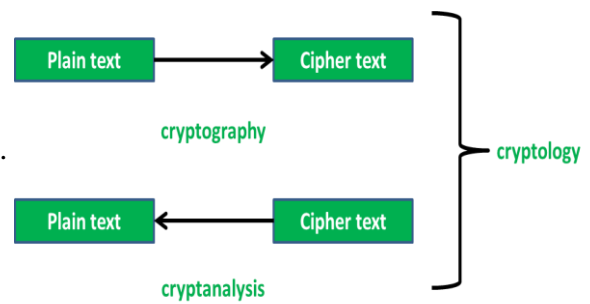 Plain text Cipher text
cryptography
cryptology
.
Plain text Cipher text
cryptanalysis